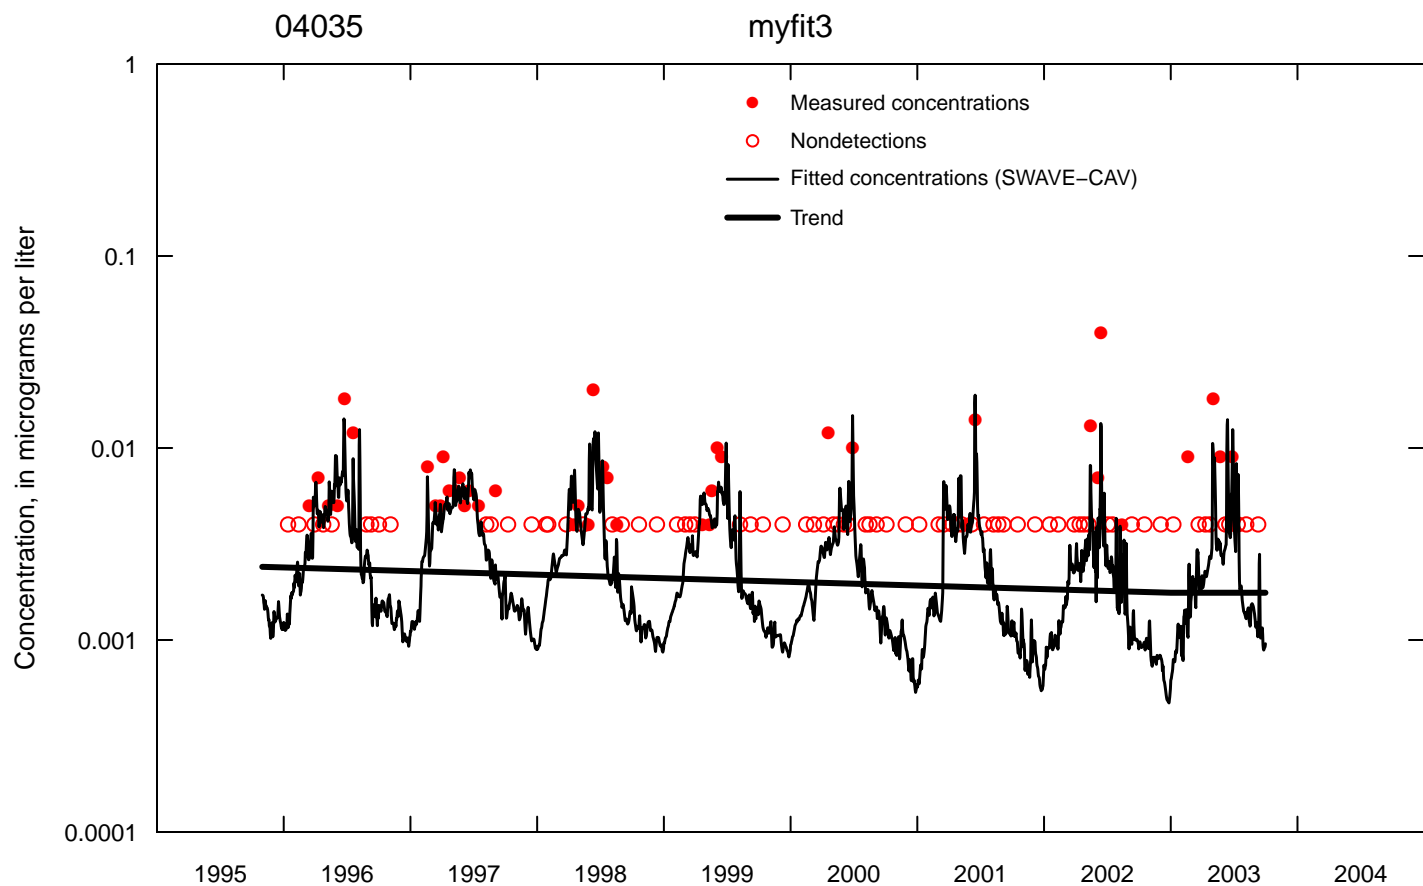 04035 myfit3
1
0.1
0.01
0.001
0.0001
Concentration, in micrograms per liter
Measured concentrations
Nondetections
Fitted concentrations (SWAVE−CAV)
Trend
1995 1996 1997 1998 1999 2000 2001 2002 2003 2004